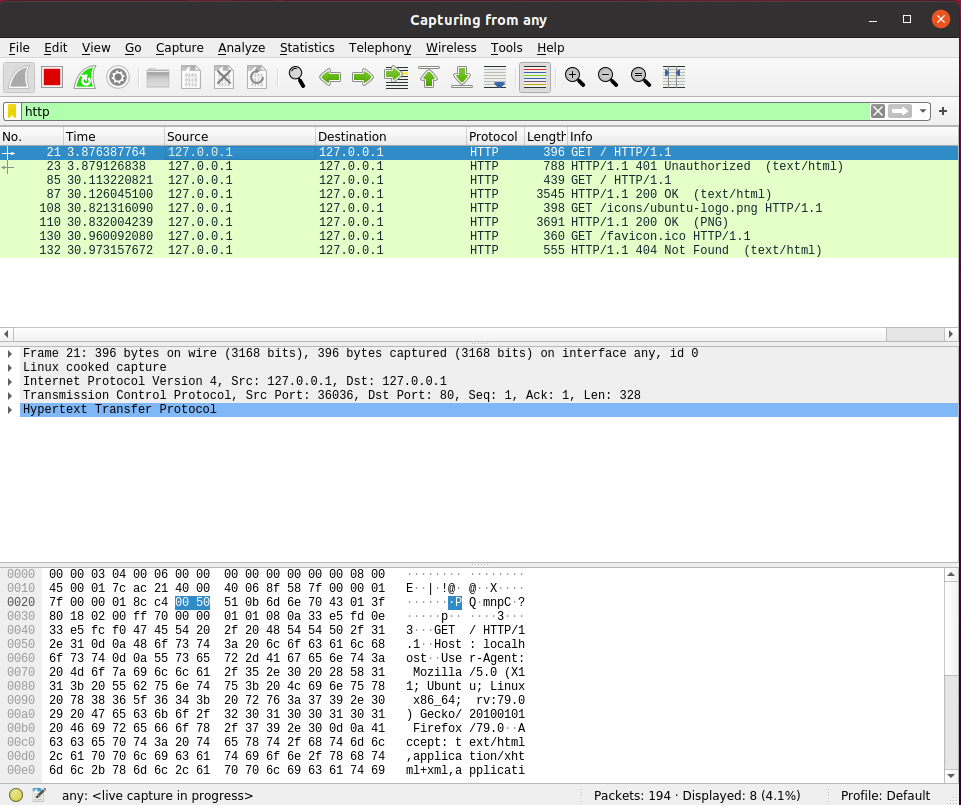 Capturing from any
File Edit View Go Capture Analyze Statistics Telephony Wireless Tools Help
http
No. Time Source Destination Protocol Length Info
21 3.876387764 127.0.0.1 127.0.0.1 HTTP 396 GET / HTTP/1.1
23 3.879126838 127.0.0.1 127.0.0.1 HTTP 788 HTTP/1.1 401 Unauthorized (text/html)
85 30.113220821 127.0.0.1 127.0.0.1 HTTP 439 GET / HTTP/1.1
87 30.126045100 127.0.0.1 127.0.0.1 HTTP 3545 HTTP/1.1 200 OK (text/html)
108 30.821316090 127.0.0.1 127.0.0.1 HTTP 398 GET /icons/ubuntu-logo.png HTTP/1.1
110 30.832004239 127.0.0.1 127.0.0.1 HTTP 3691 HTTP/1.1 200 OK (PNG)
130 30.960092080 127.0.0.1 127.0.0.1 HTTP 360 GET /favicon.ico HTTP/1.1
132 30.973157672 127.0.0.1 127.0.0.1 HTTP 555 HTTP/1.1 404 Not Found (text/html)
Frame 21: 396 bytes on wire (3168 bits), 396 bytes captured (3168 bits) on interface any, id 0
Linux cooked capture
Internet Protocol Version 4, Src: 127.0.0.1, Dst: 127.0.0.1
Transmission Control Protocol, Src Port: 36036, Dst Port: 80, Seq: 1, Ack: 1, Len: 328
Hypertext Transfer Protocol
0000 00 00 03 04 00 06 00 00 00 00 00 00 00 00 08 00 ········ ········
0010 45 00 01 7c ac 21 40 00 40 06 8f 58 7f 00 00 01 E··|·!@· @··X····
0020 7f 00 00 01 8c c4 00 50 51 0b 6d 6e 70 43 01 3f ·······P Q·mnpC·?
0030 80 18 02 00 ff 70 00 00 01 01 08 0a 33 e5 fd 0e ·····p·· ····3···
0040 33 e5 fc f0 47 45 54 20 2f 20 48 54 54 50 2f 31 3···GET / HTTP/1
0050 2e 31 0d 0a 48 6f 73 74 3a 20 6c 6f 63 61 6c 68 .1··Host : localh
0060 6f 73 74 0d 0a 55 73 65 72 2d 41 67 65 6e 74 3a ost··Use r-Agent:
0070 20 4d 6f 7a 69 6c 6c 61 2f 35 2e 30 20 28 58 31 Mozilla /5.0 (X1
0080 31 3b 20 55 62 75 6e 74 75 3b 20 4c 69 6e 75 78 1; Ubunt u; Linux
0090 20 78 38 36 5f 36 34 3b 20 72 76 3a 37 39 2e 30 x86_64; rv:79.0
00a0 29 20 47 65 63 6b 6f 2f 32 30 31 30 30 31 30 31 ) Gecko/ 20100101
00b0 20 46 69 72 65 66 6f 78 2f 37 39 2e 30 0d 0a 41 Firefox /79.0··A
00c0 63 63 65 70 74 3a 20 74 65 78 74 2f 68 74 6d 6c ccept: t ext/html
00d0 2c 61 70 70 6c 69 63 61 74 69 6f 6e 2f 78 68 74 ,applica tion/xht
00e0 6d 6c 2b 78 6d 6c 2c 61 70 70 6c 69 63 61 74 69 ml+xml,a pplicati
any: <live capture in progress> Packets: 194 · Displayed: 8 (4.1%) Profile: Default